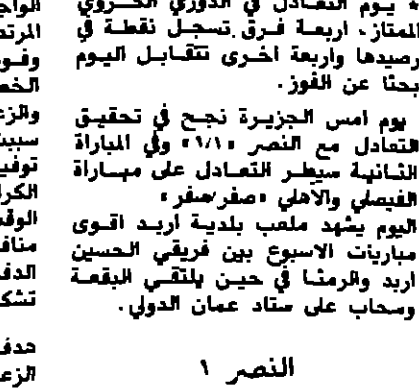 * يوم التعادل في الدوري الكروي
الممتاز . اربعة فرق تسجل نقطة في
رصيدها واربعة اخرى تتقابل اليوم
بحثا عن الفوز .
يوم امس الجزيرة نجح في تحقيق
التعادل مع النصر «١/١» وفي المباراة
الثانية سيطر التعادل على مباراة
الفيصلي والاهلي «صفر/صفر»
اليوم يشهد ملعب بلدية اربد اقوى
مباريات الاسبوع بين فريقي الحسين
اربد والرمثا في حين يلتقي البقعة
وسحاب على ستاد عمان الدولي .
النصر ١